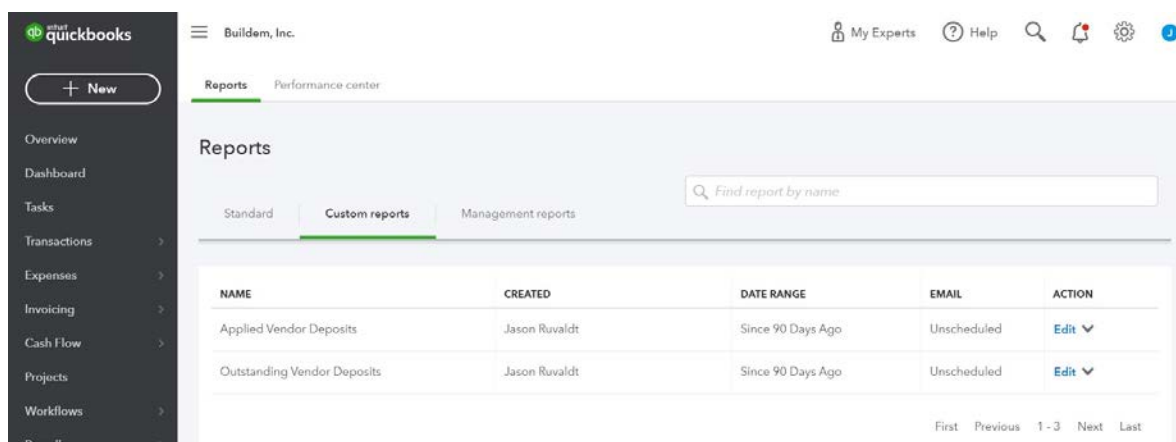 intuit
quickbooks
Buildem, Inc.
My Experts
Help
J
New
Reports
Performance center
Overview
Dashboard
Tasks
Transactions
Expenses
Invoicing
Cash Flow
Projects
Workflows
Reports
Find report by name
Standard
Custom reports
Management reports
NAME CREATED DATE RANGE EMAIL ACTION
Applied Vendor Deposits Jason Ruvaldt Since 90 Days Ago Unscheduled Edit
Outstanding Vendor Deposits Jason Ruvaldt Since 90 Days Ago Unscheduled Edit
First Previous 1 - 3 Next Last